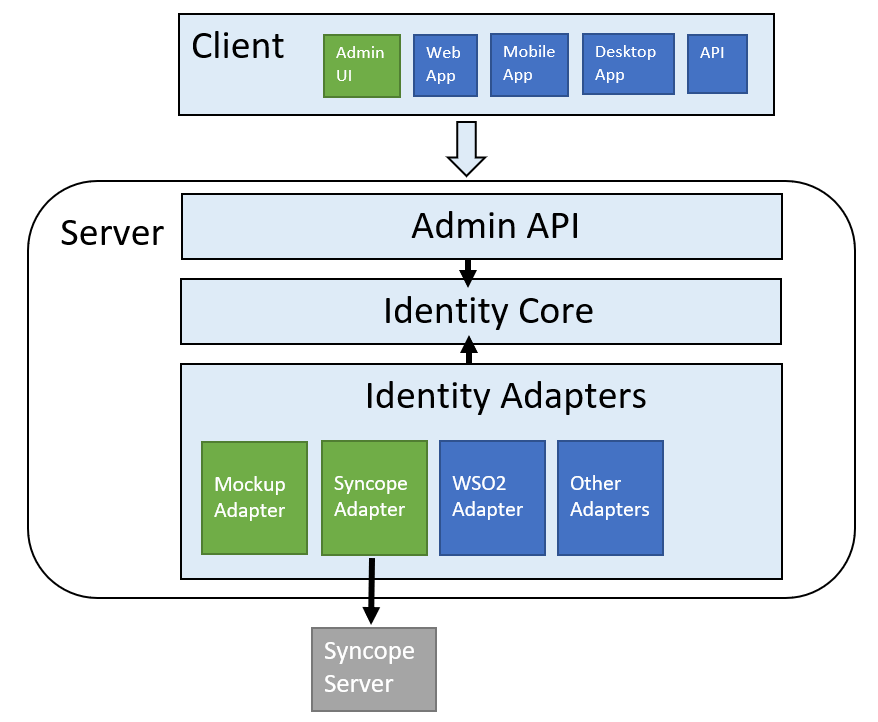 Client
Admin
UI
Web
App
Mobile
App
Desktop
App
API
Server
Admin API
Identity Core
Identity Adapters
Mockup
Adapter
Syncope
Adapter
WSO2
Adapter
Other
Adapters
Syncope
Server